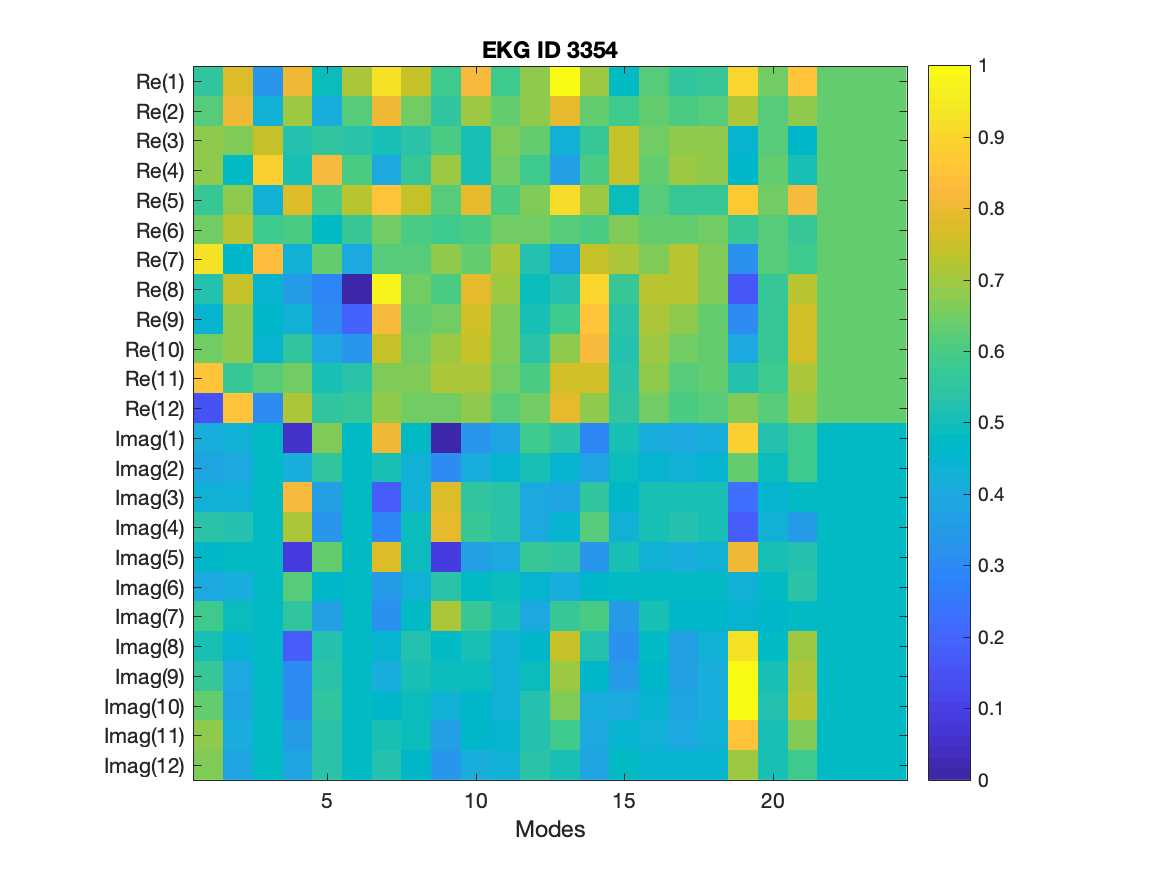 EKG ID 3354
Re(1)
Re(2)
Re(3)
Re(4)
Re(5)
Re(6)
Re(7)
Re(8)
Re(9)
Re(10)
Re(11)
Re(12)
Imag(1)
Imag(2)
Imag(3)
Imag(4)
Imag(5)
Imag(6)
Imag(7)
Imag(8)
Imag(9)
Imag(10)
Imag(11)
Imag(12)
5 10 15 20
Modes
1
0.9
0.8
0.7
0.6
0.5
0.4
0.3
0.2
0.1
0